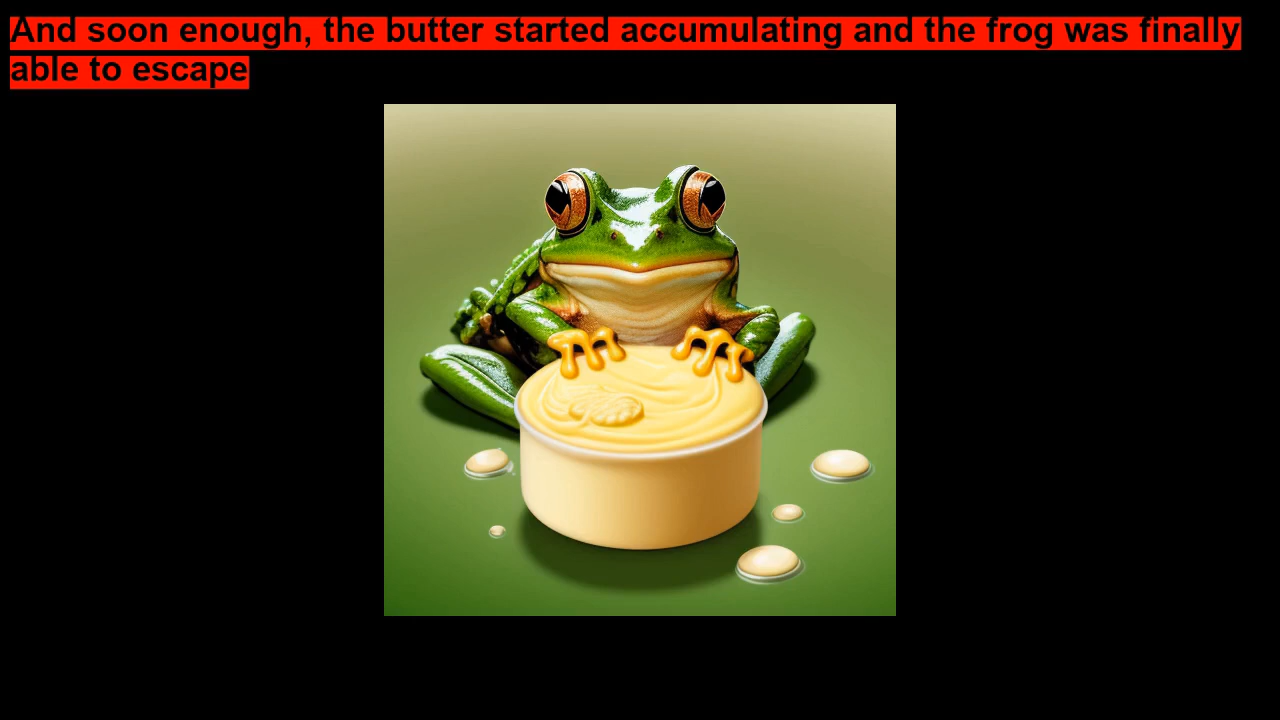 And soon enough, the butter started accumulating and the frog was finally
able to escape